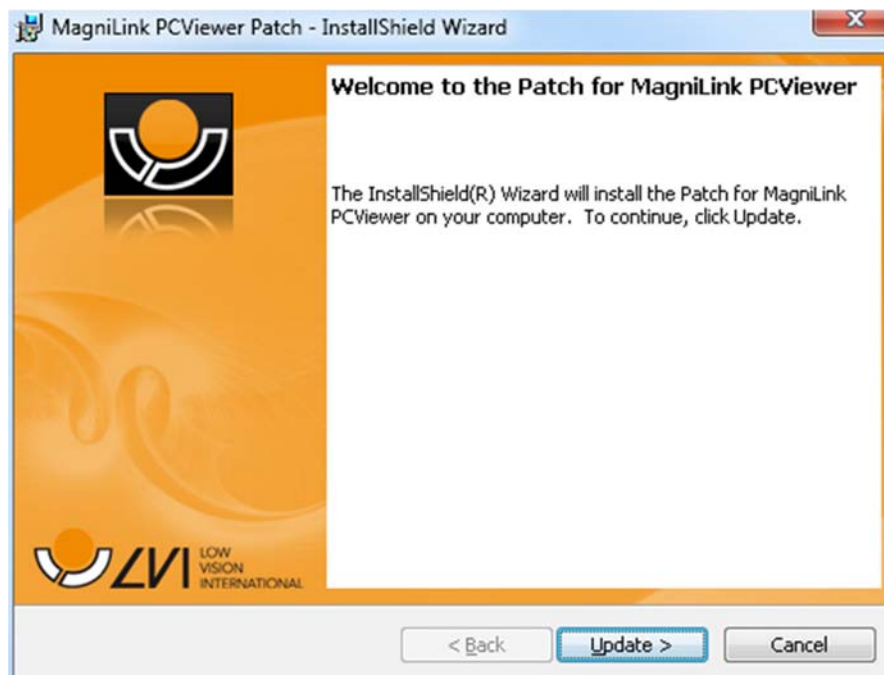 MagniLink PCViewer Patch - InstallShield Wizard
Welcome to the Patch for MagniLink PCViewer
The InstallShield(R) Wizard will install the Patch for MagniLink
PCViewer on your computer.  To continue, click Update.
LVI
LOW
VISION
INTERNATIONAL
< Back
Update >
Cancel